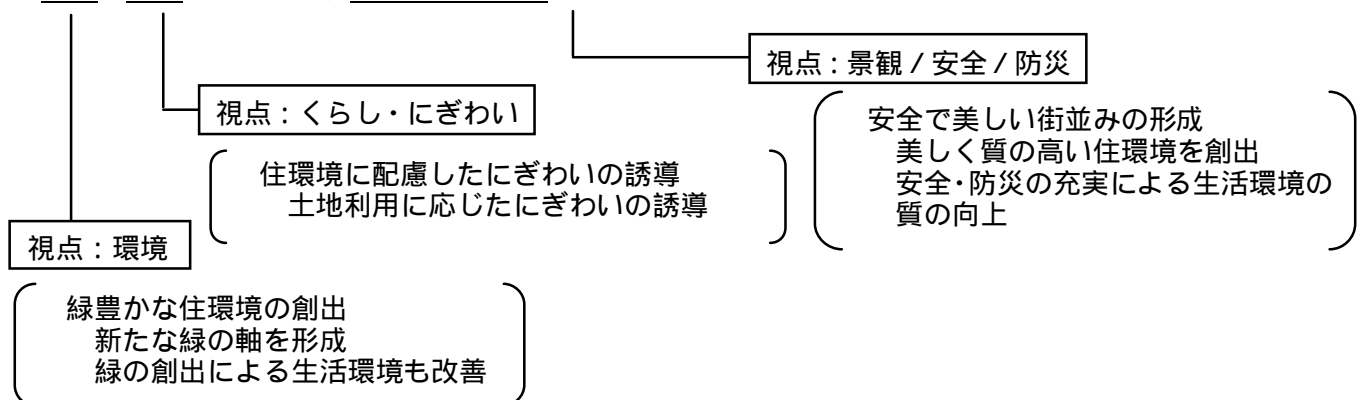 視点：景観／安全／防災
安全で美しい街並みの形成
美しく質の高い住環境を創出
安全・防災の充実による生活環境の
質の向上
視点：くらし・にぎわい
住環境に配慮したにぎわいの誘導
土地利用に応じたにぎわいの誘導
視点：環境
緑豊かな住環境の創出
新たな緑の軸を形成
緑の創出による生活環境も改善